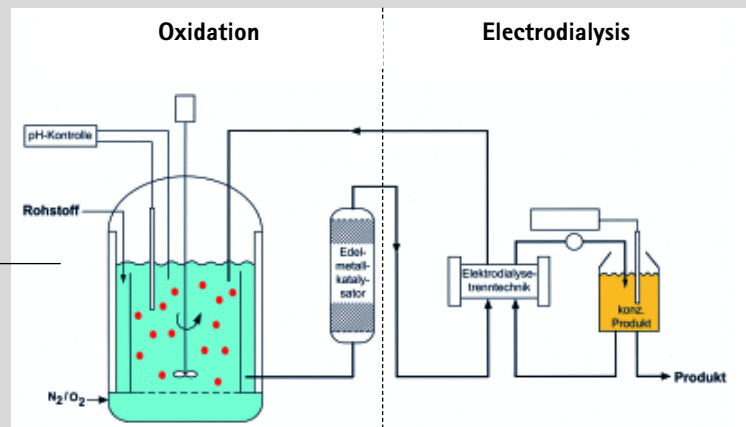 Oxidation
Electrodialysis
pH-Kontrolle
Rohstoff
Edel-
metall-
kataly-
sator
Elektrodialyse-
trenntechnik
konz.
Produkt
Produkt
N₂/O₂